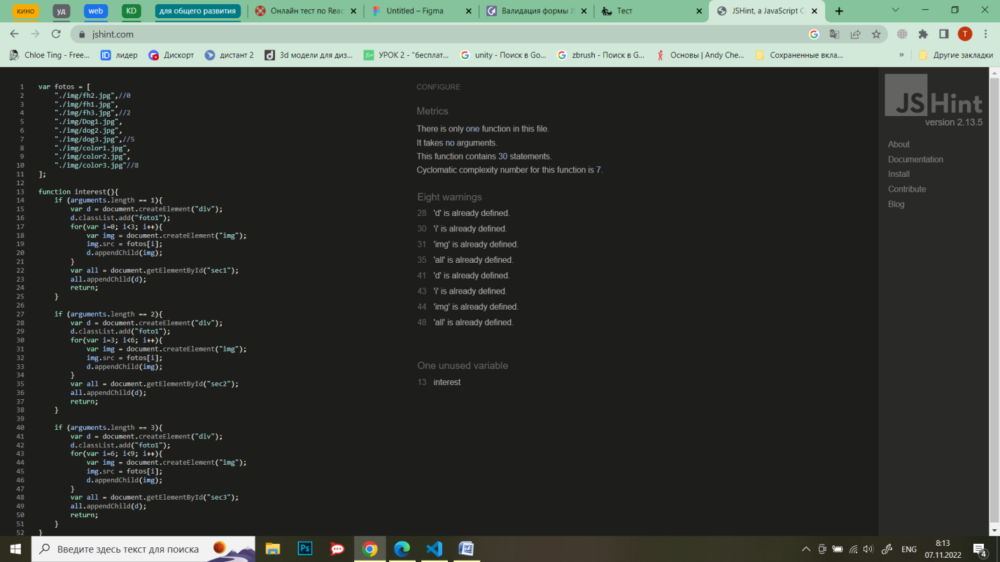 кино
уд
web
KD
для общего развития
Онлайн тест по Reac
Untitled – Figma
Валидация формы JS
Тест
JSHint, a JavaScript C
jshint.com
T
Chloe Ting - Free...
лидер
Дискорт
дистант 2
3d модели для диз...
УРОК 2 - "бесплат...
unity - Поиск в Go...
zbrush - Поиск в G...
Основы | Andy Che...
Сохраненные вкла...
»
Другие закладки
1 var fotos = [
2 "./img/fh2.jpg",//0
3 "./img/fh1.jpg",
4 "./img/fh3.jpg",//2
5 "./img/Dog1.jpg",
6 "./img/dog2.jpg",
7 "./img/dog3.jpg",//5
8 "./img/color1.jpg",
9 "./img/color2.jpg",
10 "./img/color3.jpg"//8
11 ];
12
13 function interest(){
14 if (arguments.length == 1){
15 var d = document.createElement("div");
16 d.classList.add("foto1");
17 for(var i=0; i<3; i++){
18 var img = document.createElement("img");
19 img.src = fotos[i];
20 d.appendChild(img);
21 }
22 var all = document.getElementById("sec1");
23 all.appendChild(d);
24 return;
25 }
26
27 if (arguments.length == 2){
28 var d = document.createElement("div");
29 d.classList.add("foto1");
30 for(var i=3; i<6; i++){
31 var img = document.createElement("img");
32 img.src = fotos[i];
33 d.appendChild(img);
34 }
35 var all = document.getElementById("sec2");
36 all.appendChild(d);
37 return;
38 }
39
40 if (arguments.length == 3){
41 var d = document.createElement("div");
42 d.classList.add("foto1");
43 for(var i=6; i<9; i++){
44 var img = document.createElement("img");
45 img.src = fotos[i];
46 d.appendChild(img);
47 }
48 var all = document.getElementById("sec3");
49 all.appendChild(d);
50 return;
51 }
52 }
CONFIGURE
Metrics
There is only one function in this file.
It takes no arguments.
This function contains 30 statements.
Cyclomatic complexity number for this function is 7.
Eight warnings
28 'd' is already defined.
30 'i' is already defined.
31 'img' is already defined.
35 'all' is already defined.
41 'd' is already defined.
43 'i' is already defined.
44 'img' is already defined.
48 'all' is already defined.
One unused variable
13 interest
JSHint
version 2.13.5
About
Documentation
Install
Contribute
Blog
Введите здесь текст для поиска
Ps
ENG
8:13
07.11.2022
4